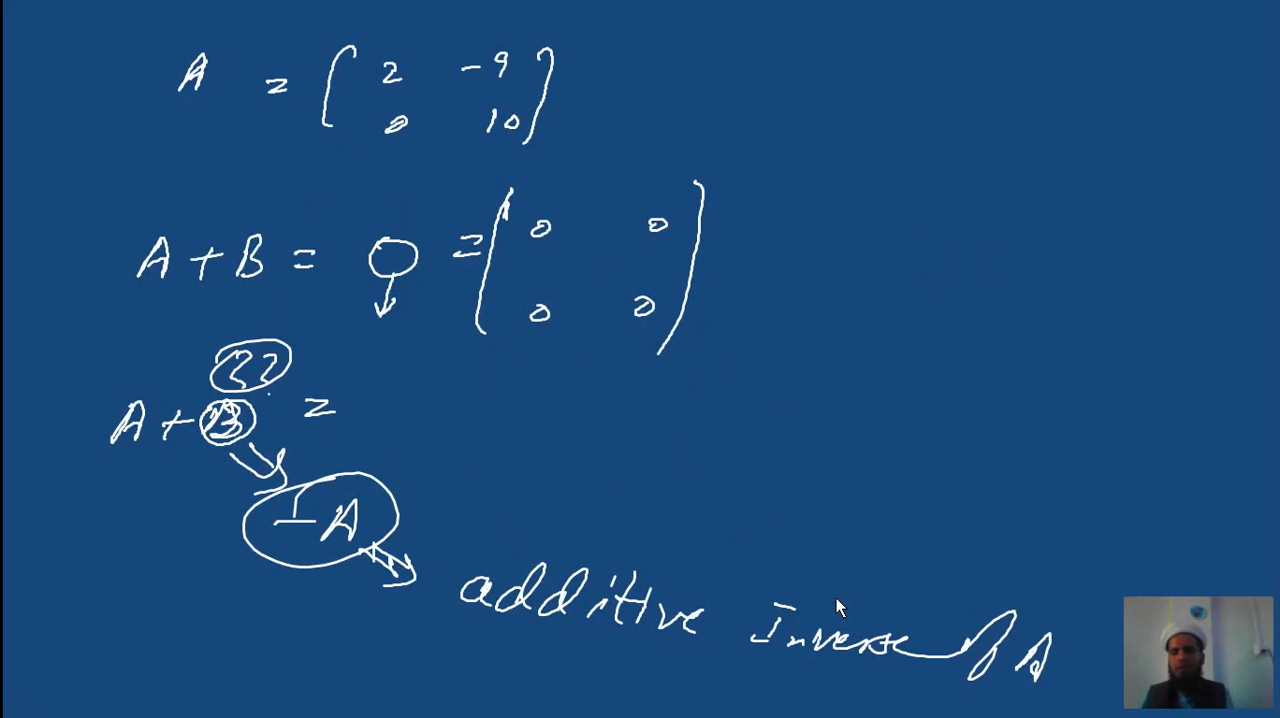 A = [ 2 -9
0 10 ]
A + B = O = ( 0 0
0 0 )
??
A + B =
-A
additive Inverse of A